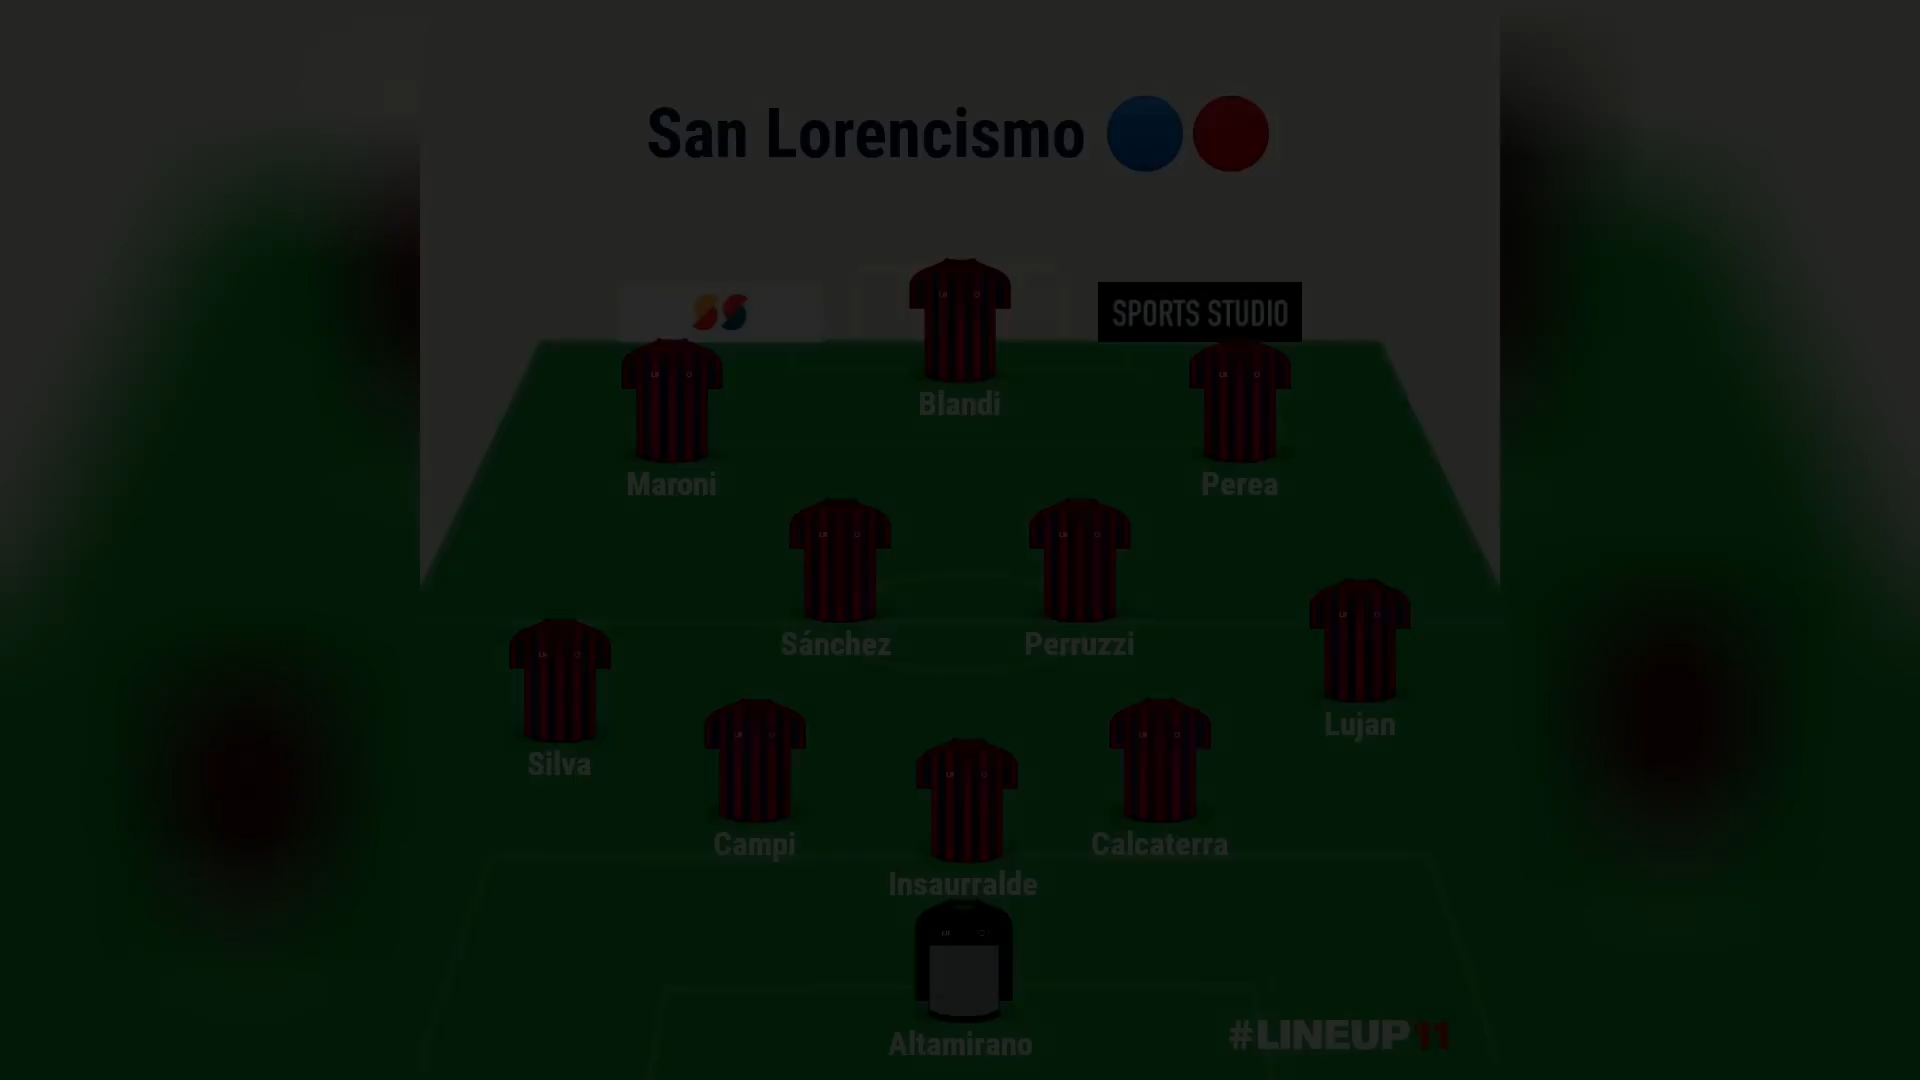 San Lorencismo
SPORTS STUDIO
Blandi
Maroni
Perea
Sánchez
Perruzzi
Lujan
Silva
Campi
Calcaterra
Insaurralde
Altamirano
#LINEUP11